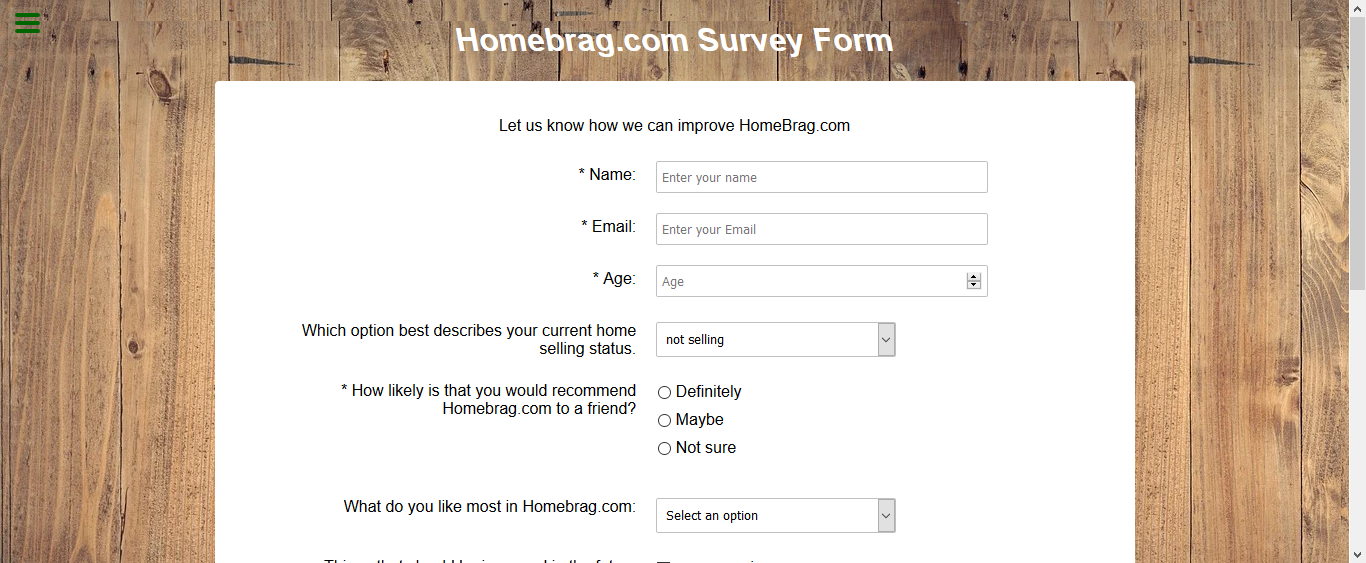 Homebrag.com Survey Form
Let us know how we can improve HomeBrag.com
* Name:
Enter your name
* Email:
Enter your Email
* Age:
Age
Which option best describes your current home
selling status.
not selling
* How likely is that you would recommend
Homebrag.com to a friend?
Definitely
Maybe
Not sure
What do you like most in Homebrag.com:
Select an option